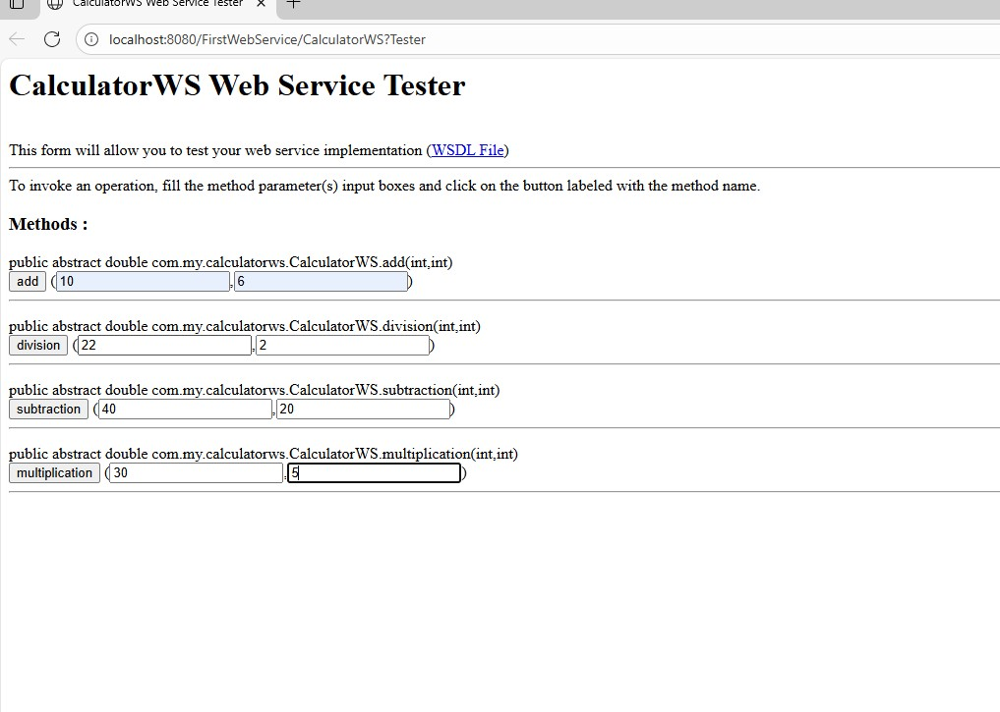 CalculatorWS Web Service Tester
localhost:8080/FirstWebService/CalculatorWS?Tester
CalculatorWS Web Service Tester
This form will allow you to test your web service implementation (WSDL File)
To invoke an operation, fill the method parameter(s) input boxes and click on the button labeled with the method name.
Methods :
public abstract double com.my.calculatorws.CalculatorWS.add(int,int)
add (10,6)
public abstract double com.my.calculatorws.CalculatorWS.division(int,int)
division (22,2)
public abstract double com.my.calculatorws.CalculatorWS.subtraction(int,int)
subtraction (40,20)
public abstract double com.my.calculatorws.CalculatorWS.multiplication(int,int)
multiplication (30,5)